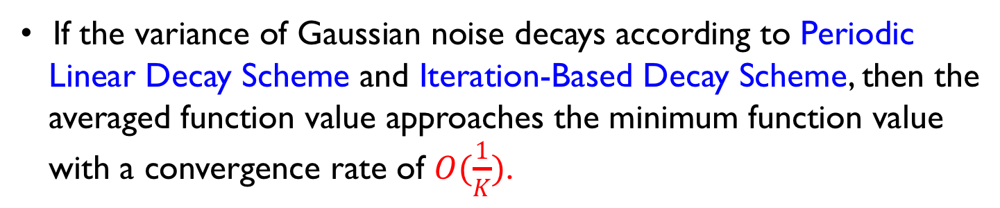 • If the variance of Gaussian noise decays according to Periodic
Linear Decay Scheme and Iteration-Based Decay Scheme, then the
averaged function value approaches the minimum function value
with a convergence rate of O(1/K).